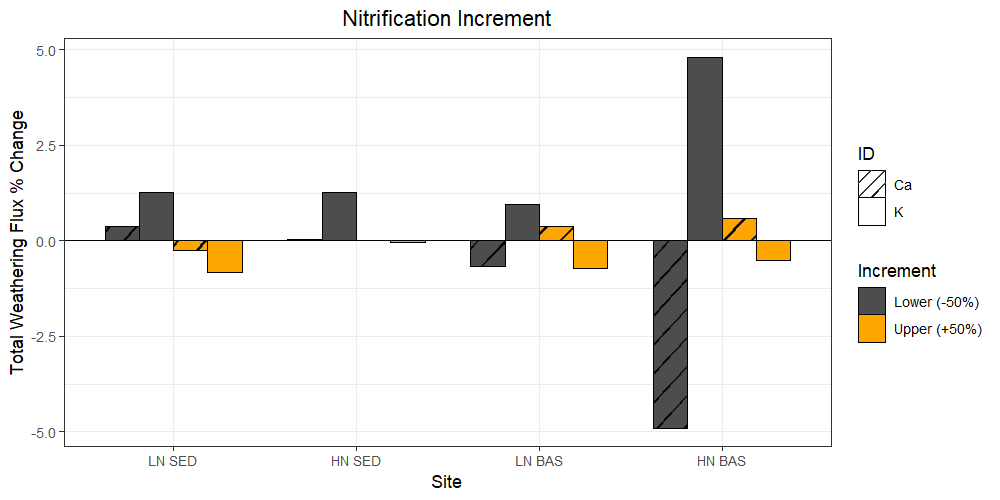 Nitrification Increment
Total Weathering Flux % Change
5.0
2.5
0.0
-2.5
-5.0
LN SED
HN SED
LN BAS
HN BAS
Site
ID
Ca
K
Increment
Lower (-50%)
Upper (+50%)